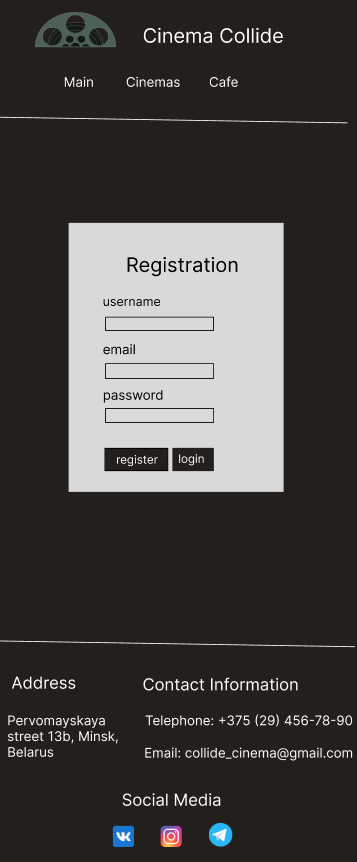 Cinema Collide
Main Cinemas Cafe
Registration
username
email
password
register login
Address
Pervomayskaya
street 13b, Minsk,
Belarus
Contact Information
Telephone: +375 (29) 456-78-90
Email: collide_cinema@gmail.com
Social Media